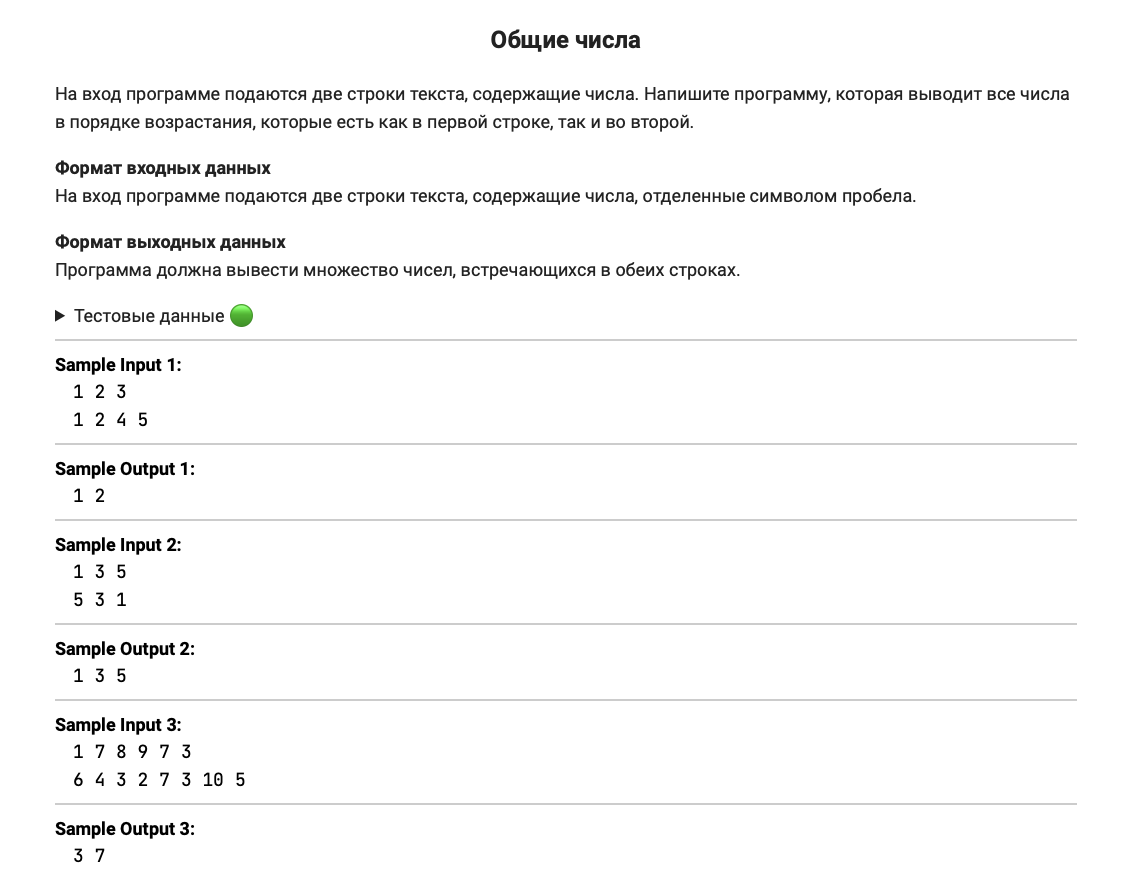 Общие числа
На вход программе подаются две строки текста, содержащие числа. Напишите программу, которая выводит все числа
в порядке возрастания, которые есть как в первой строке, так и во второй.
Формат входных данных
На вход программе подаются две строки текста, содержащие числа, отделенные символом пробела.
Формат выходных данных
Программа должна вывести множество чисел, встречающихся в обеих строках.
Тестовые данные
Sample Input 1:
1 2 3
1 2 4 5
Sample Output 1:
1 2
Sample Input 2:
1 3 5
5 3 1
Sample Output 2:
1 3 5
Sample Input 3:
1 7 8 9 7 3
6 4 3 2 7 3 10 5
Sample Output 3:
3 7